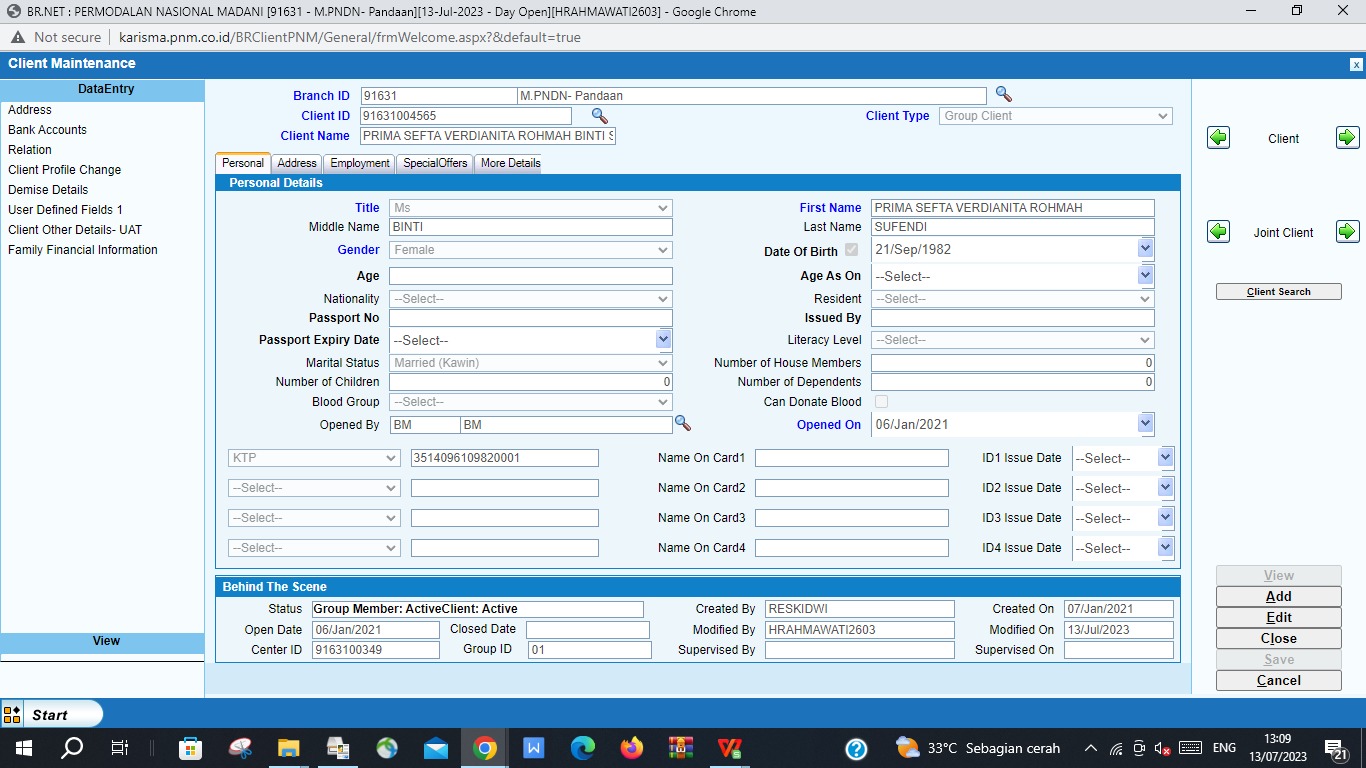 BR.NET : PERMODALAN NASIONAL MADANI [91631 - M.PNDN- Pandaan][13-Jul-2023 - Day Open][HRAHMAWATI2603] - Google Chrome
Not secure | karisma.pnm.co.id/BRClientPNM/General/frmWelcome.aspx?&default=true
Client Maintenance x
DataEntry
Address
Bank Accounts
Relation
Client Profile Change
Demise Details
User Defined Fields 1
Client Other Details- UAT
Family Financial Information
View
Branch ID 91631 M.PNDN- Pandaan
Client ID 91631004565 Client Type Group Client
Client Name PRIMA SEFTA VERDIANITA ROHMAH BINTI S
Personal Address Employment SpecialOffers More Details
Personal Details
Title Ms First Name PRIMA SEFTA VERDIANITA ROHMAH
Middle Name BINTI Last Name SUFENDI
Gender Female Date Of Birth 21/Sep/1982
Age Age As On --Select--
Nationality --Select-- Resident --Select--
Passport No Issued By
Passport Expiry Date --Select-- Literacy Level --Select--
Marital Status Married (Kawin) Number of House Members 0
Number of Children 0 Number of Dependents 0
Blood Group --Select-- Can Donate Blood
Opened By BM BM Opened On 06/Jan/2021
KTP 3514096109820001 Name On Card1 ID1 Issue Date --Select--
--Select-- Name On Card2 ID2 Issue Date --Select--
--Select-- Name On Card3 ID3 Issue Date --Select--
--Select-- Name On Card4 ID4 Issue Date --Select--
Behind The Scene
Status Group Member: ActiveClient: Active Created By RESKIDWI Created On 07/Jan/2021
Open Date 06/Jan/2021 Closed Date Modified By HRAHMAWATI2603 Modified On 13/Jul/2023
Center ID 9163100349 Group ID 01 Supervised By Supervised On
Client
Joint Client
Client Search
View
Add
Edit
Close
Save
Cancel
Start
33°C Sebagian cerah ENG 13:09
13/07/2023 21